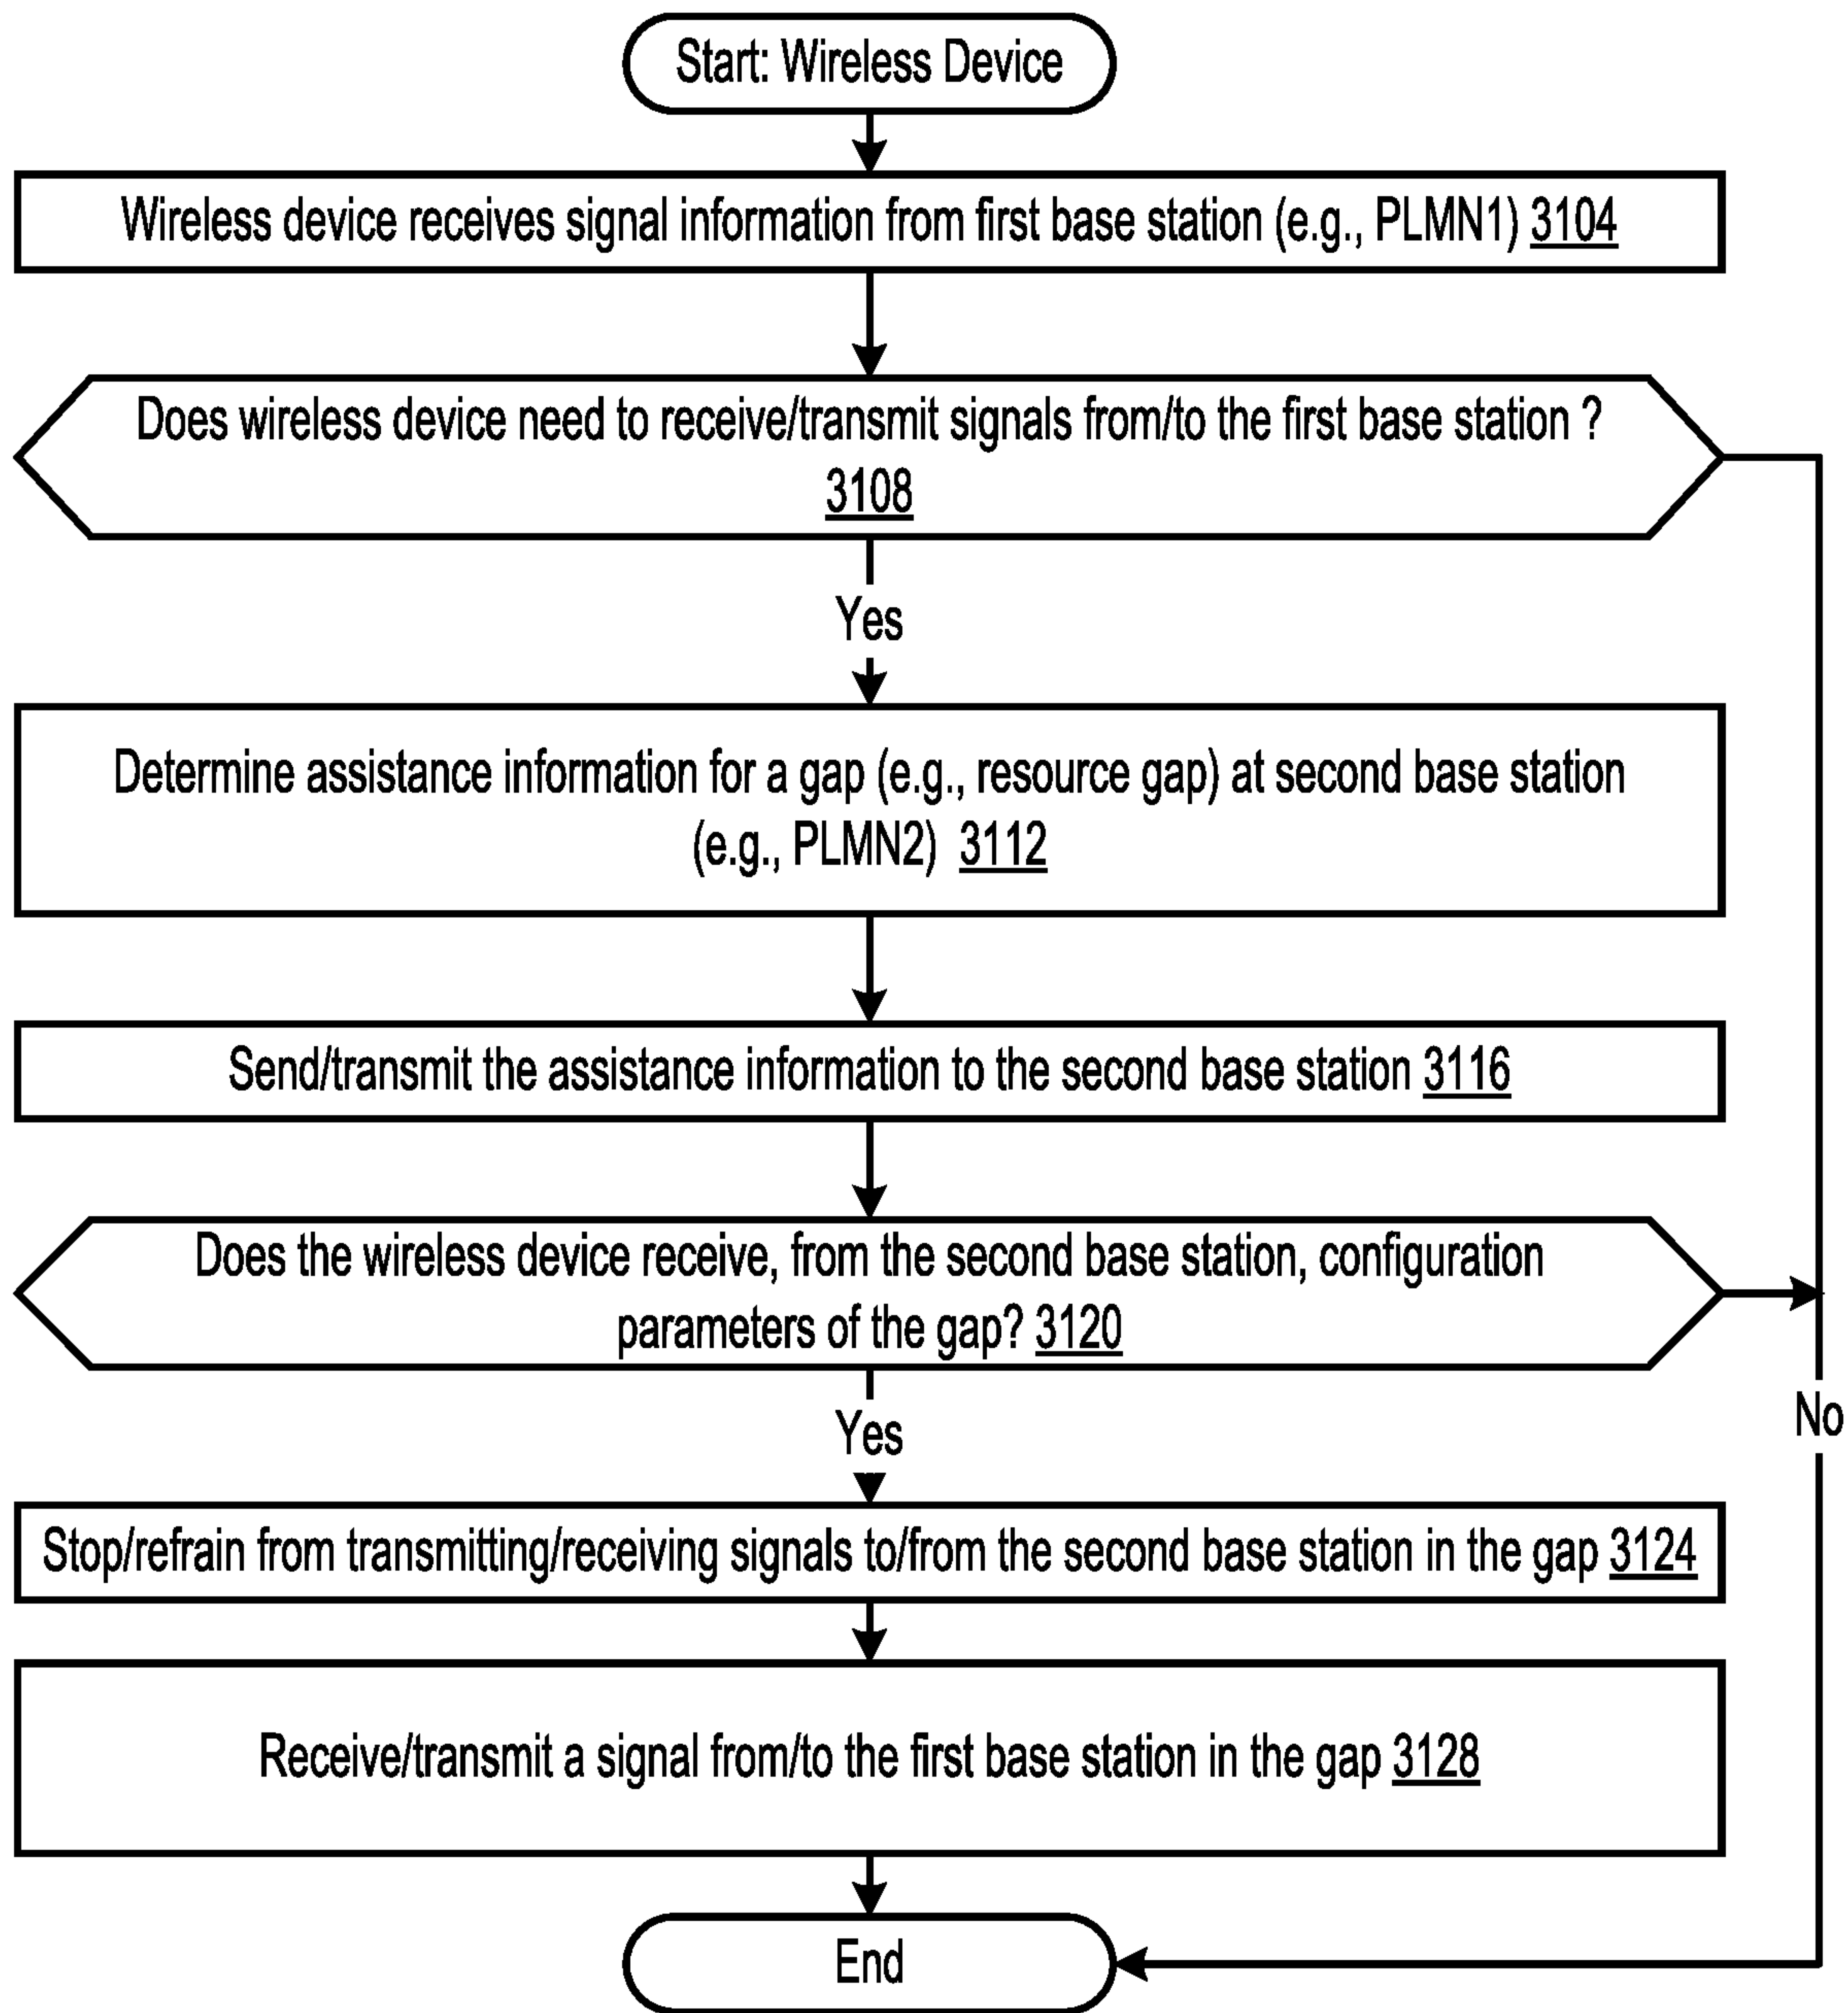 Start: Wireless Device
Wireless device receives signal information from first base station (e.g., PLMN1) 3104
Does wireless device need to receive/transmit signals from/to the first base station ?
3108
Yes
Determine assistance information for a gap (e.g., resource gap) at second base station
(e.g., PLMN2) 3112
Send/transmit the assistance information to the second base station 3116
Does the wireless device receive, from the second base station, configuration
parameters of the gap? 3120
Yes
No
Stop/refrain from transmitting/receiving signals to/from the second base station in the gap 3124
Receive/transmit a signal from/to the first base station in the gap 3128
End